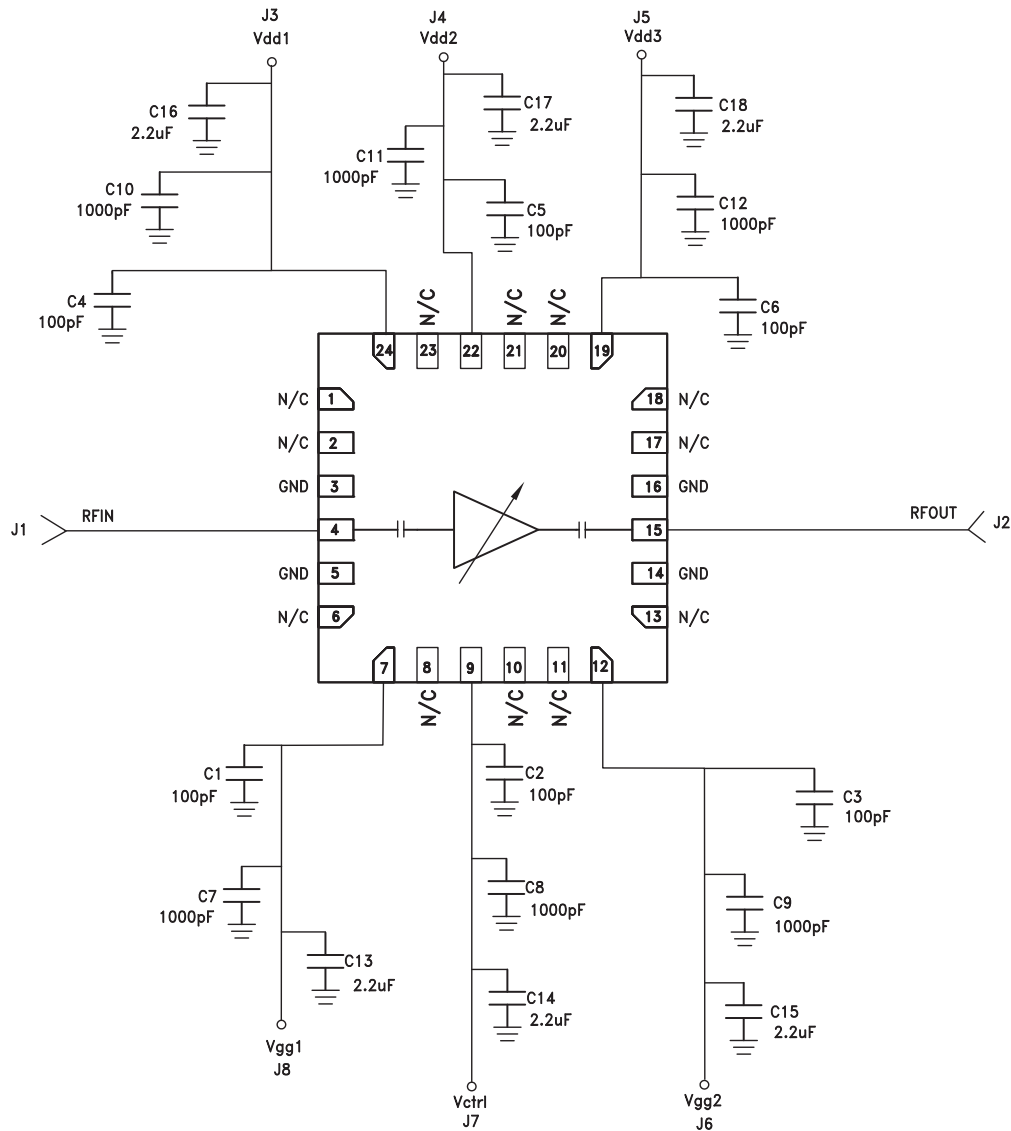 J3
Vdd1
J4
Vdd2
J5
Vdd3
C16
2.2uF
C17
2.2uF
C18
2.2uF
C11
1000pF
C10
1000pF
C5
100pF
C12
1000pF
C4
100pF
C6
100pF
N/C
N/C
N/C
24
23
22
21
20
19
N/C
1
18
N/C
N/C
2
17
N/C
GND
3
16
GND
J1
RFIN
4
15
RFOUT
J2
GND
5
14
GND
N/C
6
13
N/C
7
8
9
10
11
12
N/C
N/C
N/C
C1
100pF
C2
100pF
C3
100pF
C7
1000pF
C8
1000pF
C9
1000pF
C13
2.2uF
C14
2.2uF
C15
2.2uF
Vgg1
J8
Vctrl
J7
Vgg2
J6